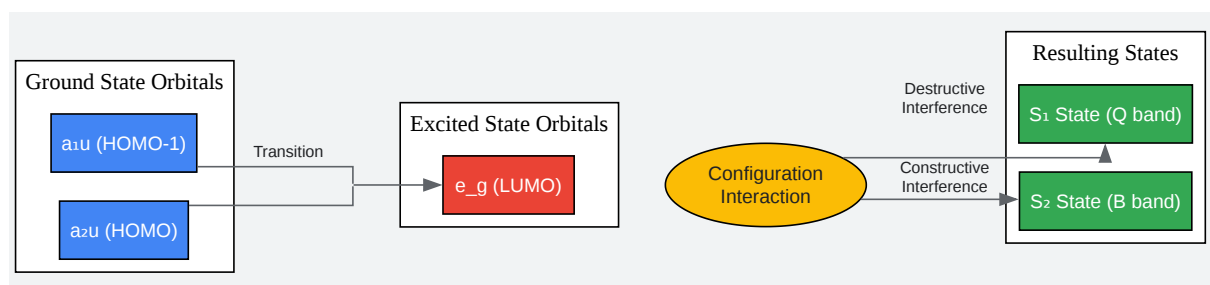 Ground State Orbitals
a₁u (HOMO-1)
a₂u (HOMO)
Transition
Excited State Orbitals
e_g (LUMO)
Configuration
Interaction
Destructive
Interference
Constructive
Interference
Resulting States
S₁ State (Q band)
S₂ State (B band)